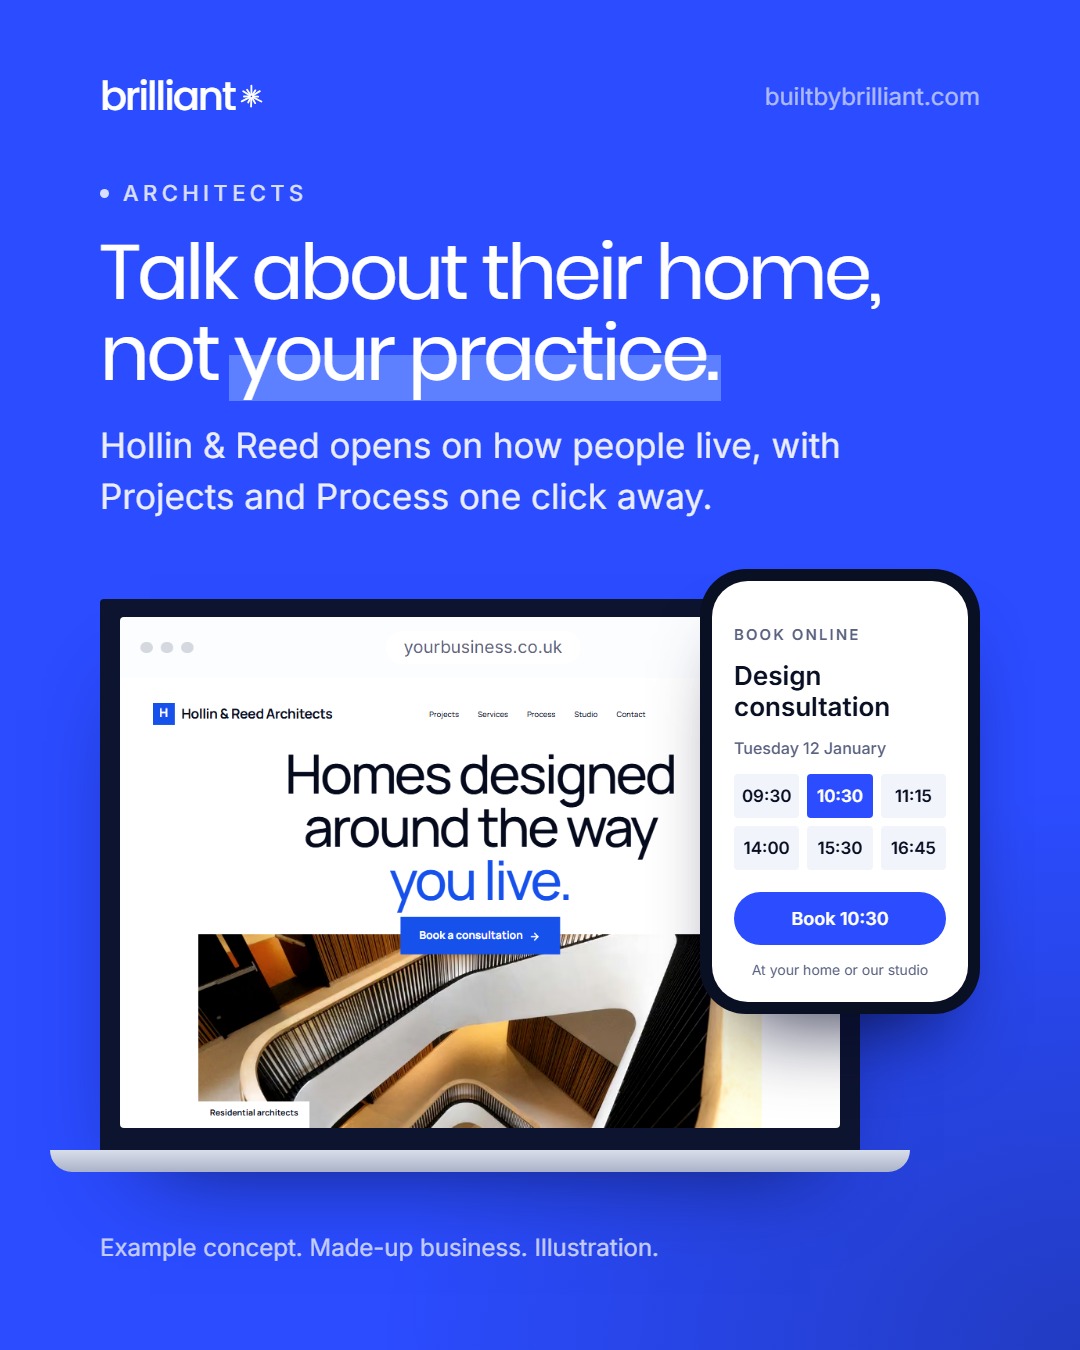 brilliant
builtbybrilliant.com
• ARCHITECTS
Talk about their home,
not your practice.
Hollin & Reed opens on how people live, with
Projects and Process one click away.
yourbusiness.co.uk
H Hollin & Reed Architects
Projects Services Process Studio Contact
Homes designed
around the way
you live.
Book a consultation →
Residential architects
BOOK ONLINE
Design
consultation
Tuesday 12 January
09:30 10:30 11:15
14:00 15:30 16:45
Book 10:30
At your home or our studio
Example concept. Made-up business. Illustration.